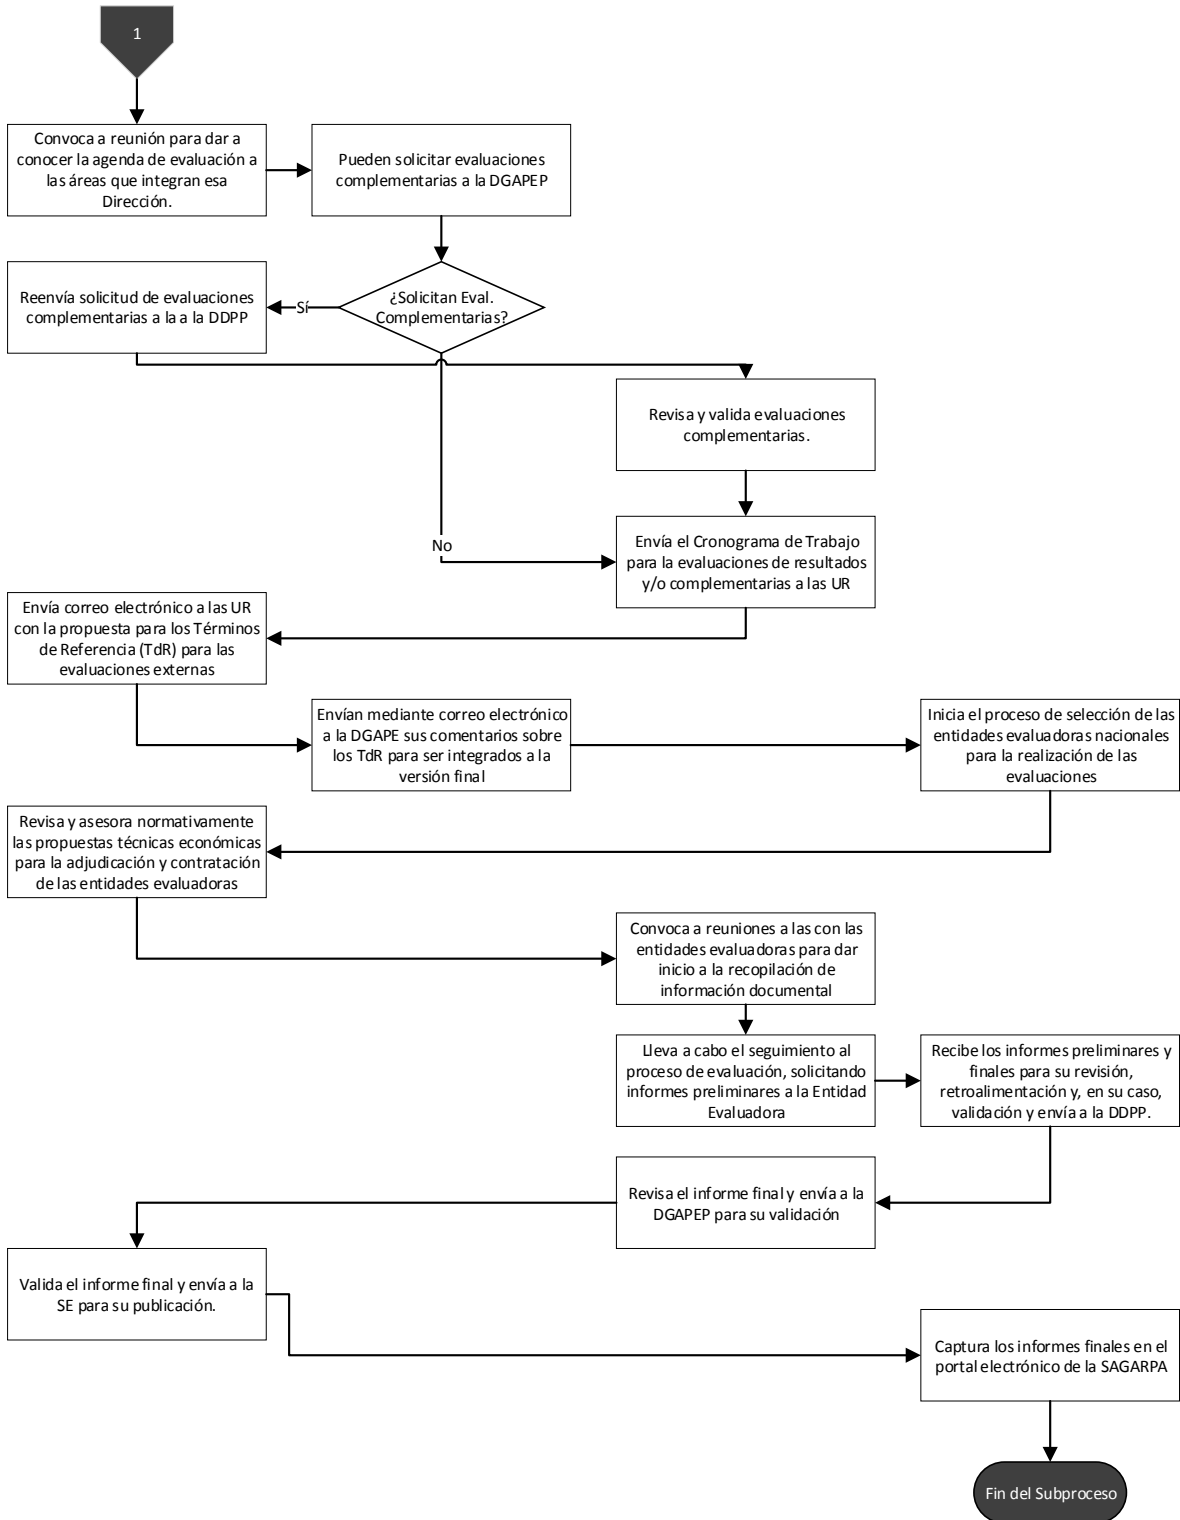 1
Convoca a reunión para dar a
conocer la agenda de evaluación a
las áreas que integran esa
Dirección.
Pueden solicitar evaluaciones
complementarias a la DGAPEP
Reenvía solicitud de evaluaciones
complementarias a la a la DDPP
Sí
¿Solicitan Eval.
Complementarias?
Revisa y valida evaluaciones
complementarias.
No
Envía el Cronograma de Trabajo
para la evaluaciones de resultados
y/o complementarias a las UR
Envía correo electrónico a las UR
con la propuesta para los Términos
de Referencia (TdR) para las
evaluaciones externas
Envían mediante correo electrónico
a la DGAPE sus comentarios sobre
los TdR para ser integrados a la
versión final
Inicia el proceso de selección de las
entidades evaluadoras nacionales
para la realización de las
evaluaciones
Revisa y asesora normativamente
las propuestas técnicas económicas
para la adjudicación y contratación
de las entidades evaluadoras
Convoca a reuniones a las con las
entidades evaluadoras para dar
inicio a la recopilación de
información documental
Lleva a cabo el seguimiento al
proceso de evaluación, solicitando
informes preliminares a la Entidad
Evaluadora
Recibe los informes preliminares y
finales para su revisión,
retroalimentación y, en su caso,
validación y envía a la DDPP.
Revisa el informe final y envía a la
DGAPEP para su validación
Valida el informe final y envía a la
SE para su publicación.
Captura los informes finales en el
portal electrónico de la SAGARPA
Fin del Subproceso